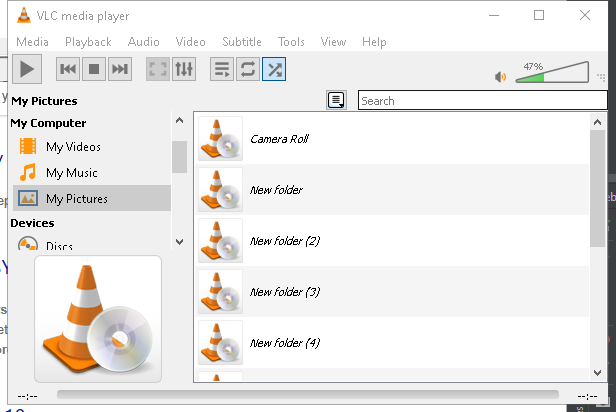 VLC media player
Media Playback Audio Video Subtitle Tools View Help
47%
My Pictures
Search
My Computer
My Videos
My Music
My Pictures
Devices
Discs
Camera Roll
New folder
New folder (2)
New folder (3)
New folder (4)
--:-- --:--